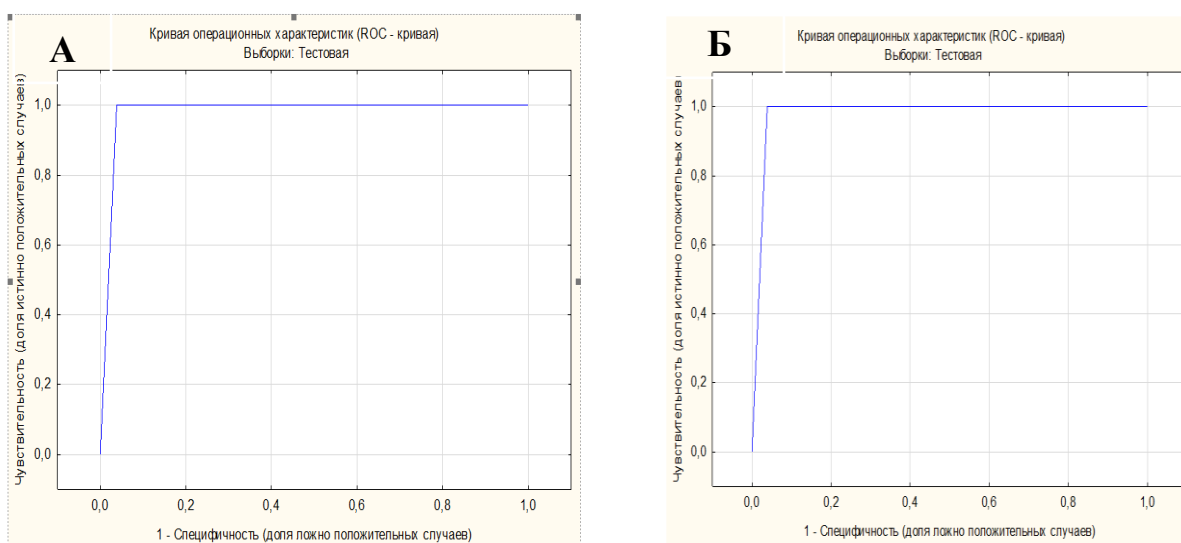 А
Кривая операционных характеристик (ROC - кривая)
Выборки: Тестовая
Чувствительность (доля истинно положительных случаев)
1,0
0,8
0,6
0,4
0,2
0,0
0,0 0,2 0,4 0,6 0,8 1,0
1 - Специфичность (доля ложно положительных случаев)
Б
Кривая операционных характеристик (ROC - кривая)
Выборки: Тестовая
Чувствительность (доля истинно положительных случаев)
1,0
0,8
0,6
0,4
0,2
0,0
0,0 0,2 0,4 0,6 0,8 1,0
1 - Специфичность (доля ложно положительных случаев)